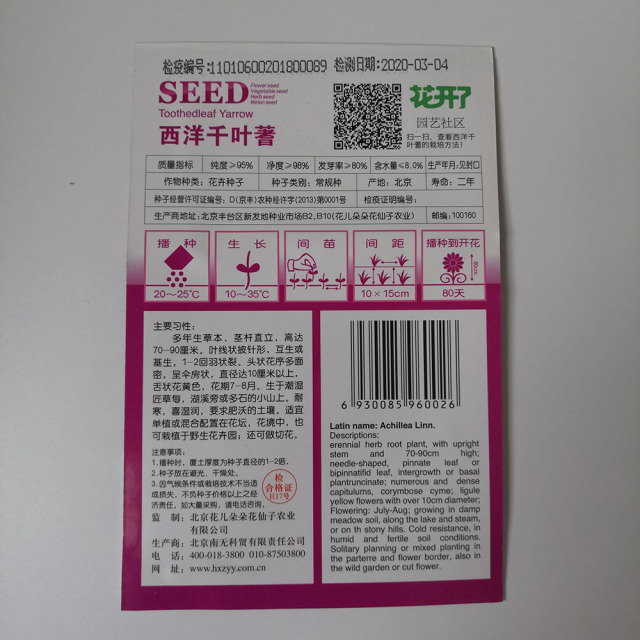 检疫编号:11010600201800089 检测日期:2020-03-04
SEED
Flower seed
Vegetable seed
Herb seed
Melon seed
Toothedleaf Yarrow
西洋千叶蓍
花开了
园艺社区
扫一扫，查看西洋千
叶蓍的栽培方法!
质量指标 纯度≥95% 净度≥98% 发芽率≥80% 含水量≤8.0% 生产年月:见封口
作物种类: 花卉种子 种子类别: 常规种 产地: 北京 寿命: 二年
种子经营许可证编号: D(京丰)农种经许字(2013)第0001号 检疫证明编号:
生产商地址: 北京丰台区新发地种业市场B2,B10(花儿朵朵花仙子农业) 邮编: 100160
播种 生长 间苗 间距 播种到开花
20～25℃ 10～35℃ 10×15cm 80天
主要习性:
多年生草本，茎杆直立，高达
70-90厘米。叶线状披针形，互生或
基生，1-2回羽状裂。头状花序多面
密，呈伞房状，直径达10厘米以上，
舌状花黄色，花期7-8月。生于潮湿
匠草甸，湖溪旁或多石的小山上。耐
寒，喜湿润，要求肥沃的土壤。适宜
单植或混合配置在花坛，花境中，也
可栽植于野生花卉园；还可做切花。
注意事项:
1.播种时，覆土厚度为种子直径的1-2倍。
2.种子放在避光、干燥处。
3.因气候条件或栽培技术不当造
成损失，不负种子价格以上之经
济责任，如大量采购，请电话咨询。
检
合格证
H17号
监制: 北京花儿朵朵花仙子农业
有限公司
生产商: 北京南无科贸有限责任公司
电话: 400-018-3800 010-87503800
网址: www.hxzyy.com.cn
6 930085 960026
Latin name: Achillea Linn.
Descriptions:
erennial herb root plant, with upright
stem and 70-90cm high;
needle-shaped, pinnate leaf or
bipinnatifid leaf, intergrowth or basal
plantruncinate; numerous and dense
capitulums, corymbose cyme; ligule
yellow flowers with over 10cm diameter;
Flowering: July-Aug; growing in damp
meadow soil, along the lake and steam,
or on th stony hills. Cold resistance, in
humid and fertile soil conditions.
Solitary planning or mixed planting in
the parterre and flower border, also in
the wild garden or cut flower.